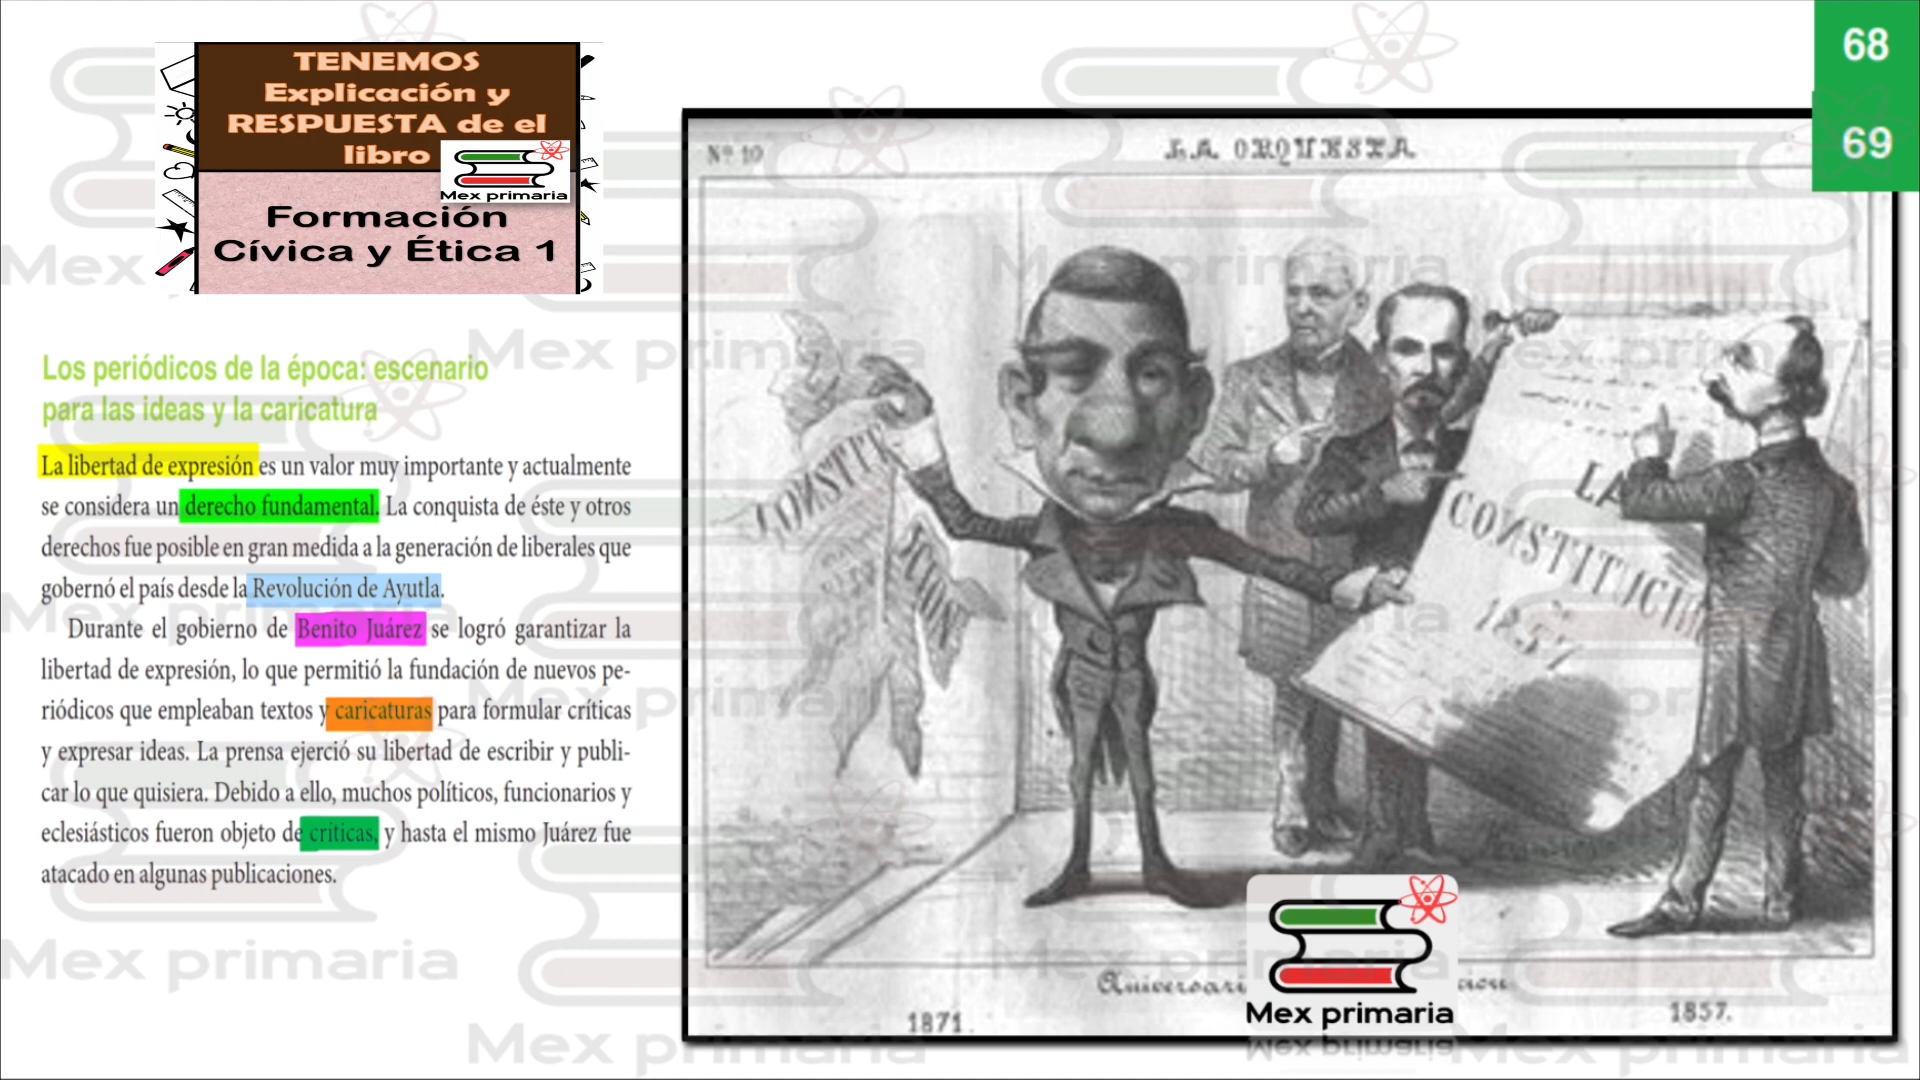 68
69
TENEMOS
Explicación y
RESPUESTA de el
libro
Mex primaria
Formación
Cívica y Ética 1
Los periódicos de la época: escenario
para las ideas y la caricatura
La libertad de expresión es un valor muy importante y actualmente
se considera un derecho fundamental. La conquista de éste y otros
derechos fue posible en gran medida a la generación de liberales que
gobernó el país desde la Revolución de Ayutla.
Durante el gobierno de Benito Juárez se logró garantizar la
libertad de expresión, lo que permitió la fundación de nuevos pe-
riódicos que empleaban textos y caricaturas para formular críticas
y expresar ideas. La prensa ejerció su libertad de escribir y publi-
car lo que quisiera. Debido a ello, muchos políticos, funcionarios y
eclesiásticos fueron objeto de críticas, y hasta el mismo Juárez fue
atacado en algunas publicaciones.
Nº 10
LA ORQUESTA
LA
CONSTITUCION
1857
1871.
1857.
Mex primaria